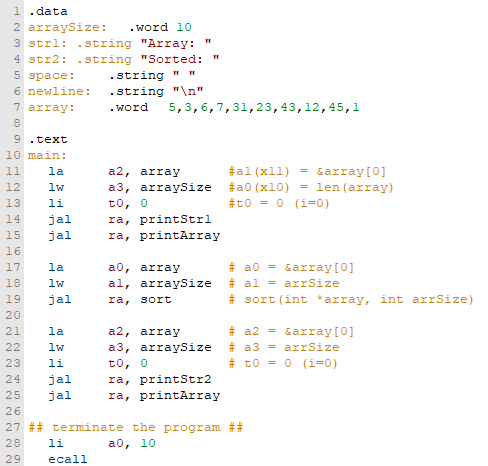 1 .data
2 arraySize:   .word 10
3 str1: .string "Array: "
4 str2: .string "Sorted: "
5 space:    .string " "
6 newline:  .string "\n"
7 array:    .word   5,3,6,7,31,23,43,12,45,1
8
9 .text
10 main:
11   la     a2, array      #a1(x11) = &array[0]
12   lw     a3, arraySize  #a0(x10) = len(array)
13   li     t0, 0          #t0 = 0 (i=0)
14   jal    ra, printStr1
15   jal    ra, printArray
16
17   la     a0, array      # a0 = &array[0]
18   lw     a1, arraySize  # a1 = arrSize
19   jal    ra, sort       # sort(int *array, int arrSize)
20
21   la     a2, array      # a2 = &array[0]
22   lw     a3, arraySize  # a3 = arrSize
23   li     t0, 0          # t0 = 0 (i=0)
24   jal    ra, printStr2
25   jal    ra, printArray
26
27 ## terminate the program ##
28   li     a0, 10
29   ecall